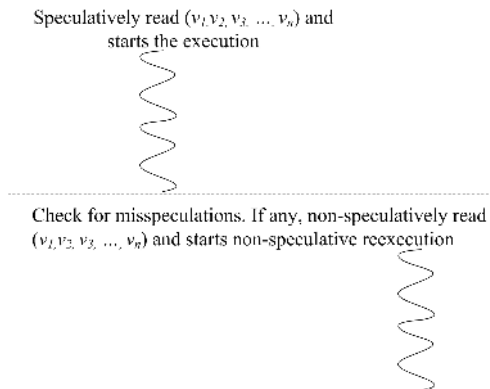 Speculatively read (v1,v2, v3, ..., vn) and
starts the execution
Check for misspeculations. If any, non-speculatively read
(v1,v2, v3, ..., vn) and starts non-speculative reexecution